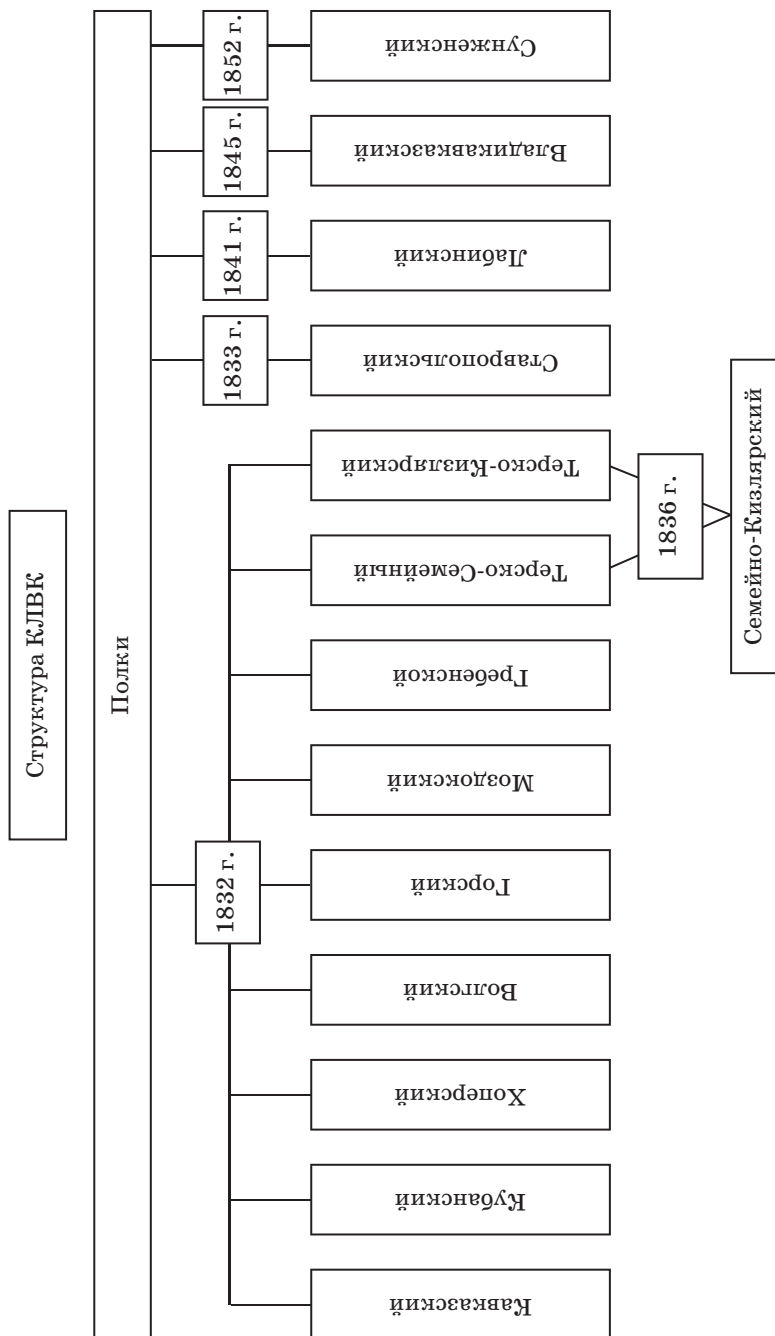 Структура КЛВК
Полки
1832 г.
1833 г.
1841 г.
1845 г.
1852 г.
Кавказский
Кубанский
Хоперский
Волгский
Горский
Моздокский
Гребенской
Терско-Семейный
Терско-Кизлярский
Ставропольский
Лабинский
Владикавказский
Сунженский
1836 г.
Семейно-Кизлярский